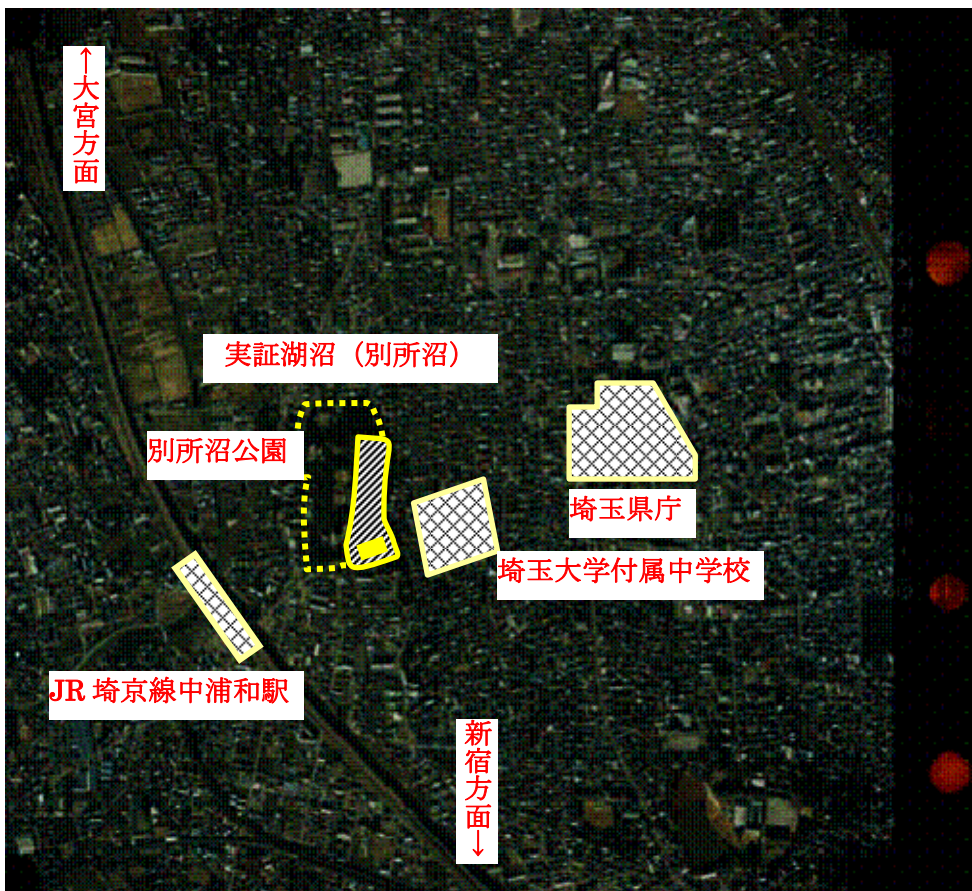 ↑大宮方面
実証湖沼（別所沼）
別所沼公園
埼玉県庁
埼玉大学付属中学校
JR 埼京線中浦和駅
新宿方面↓